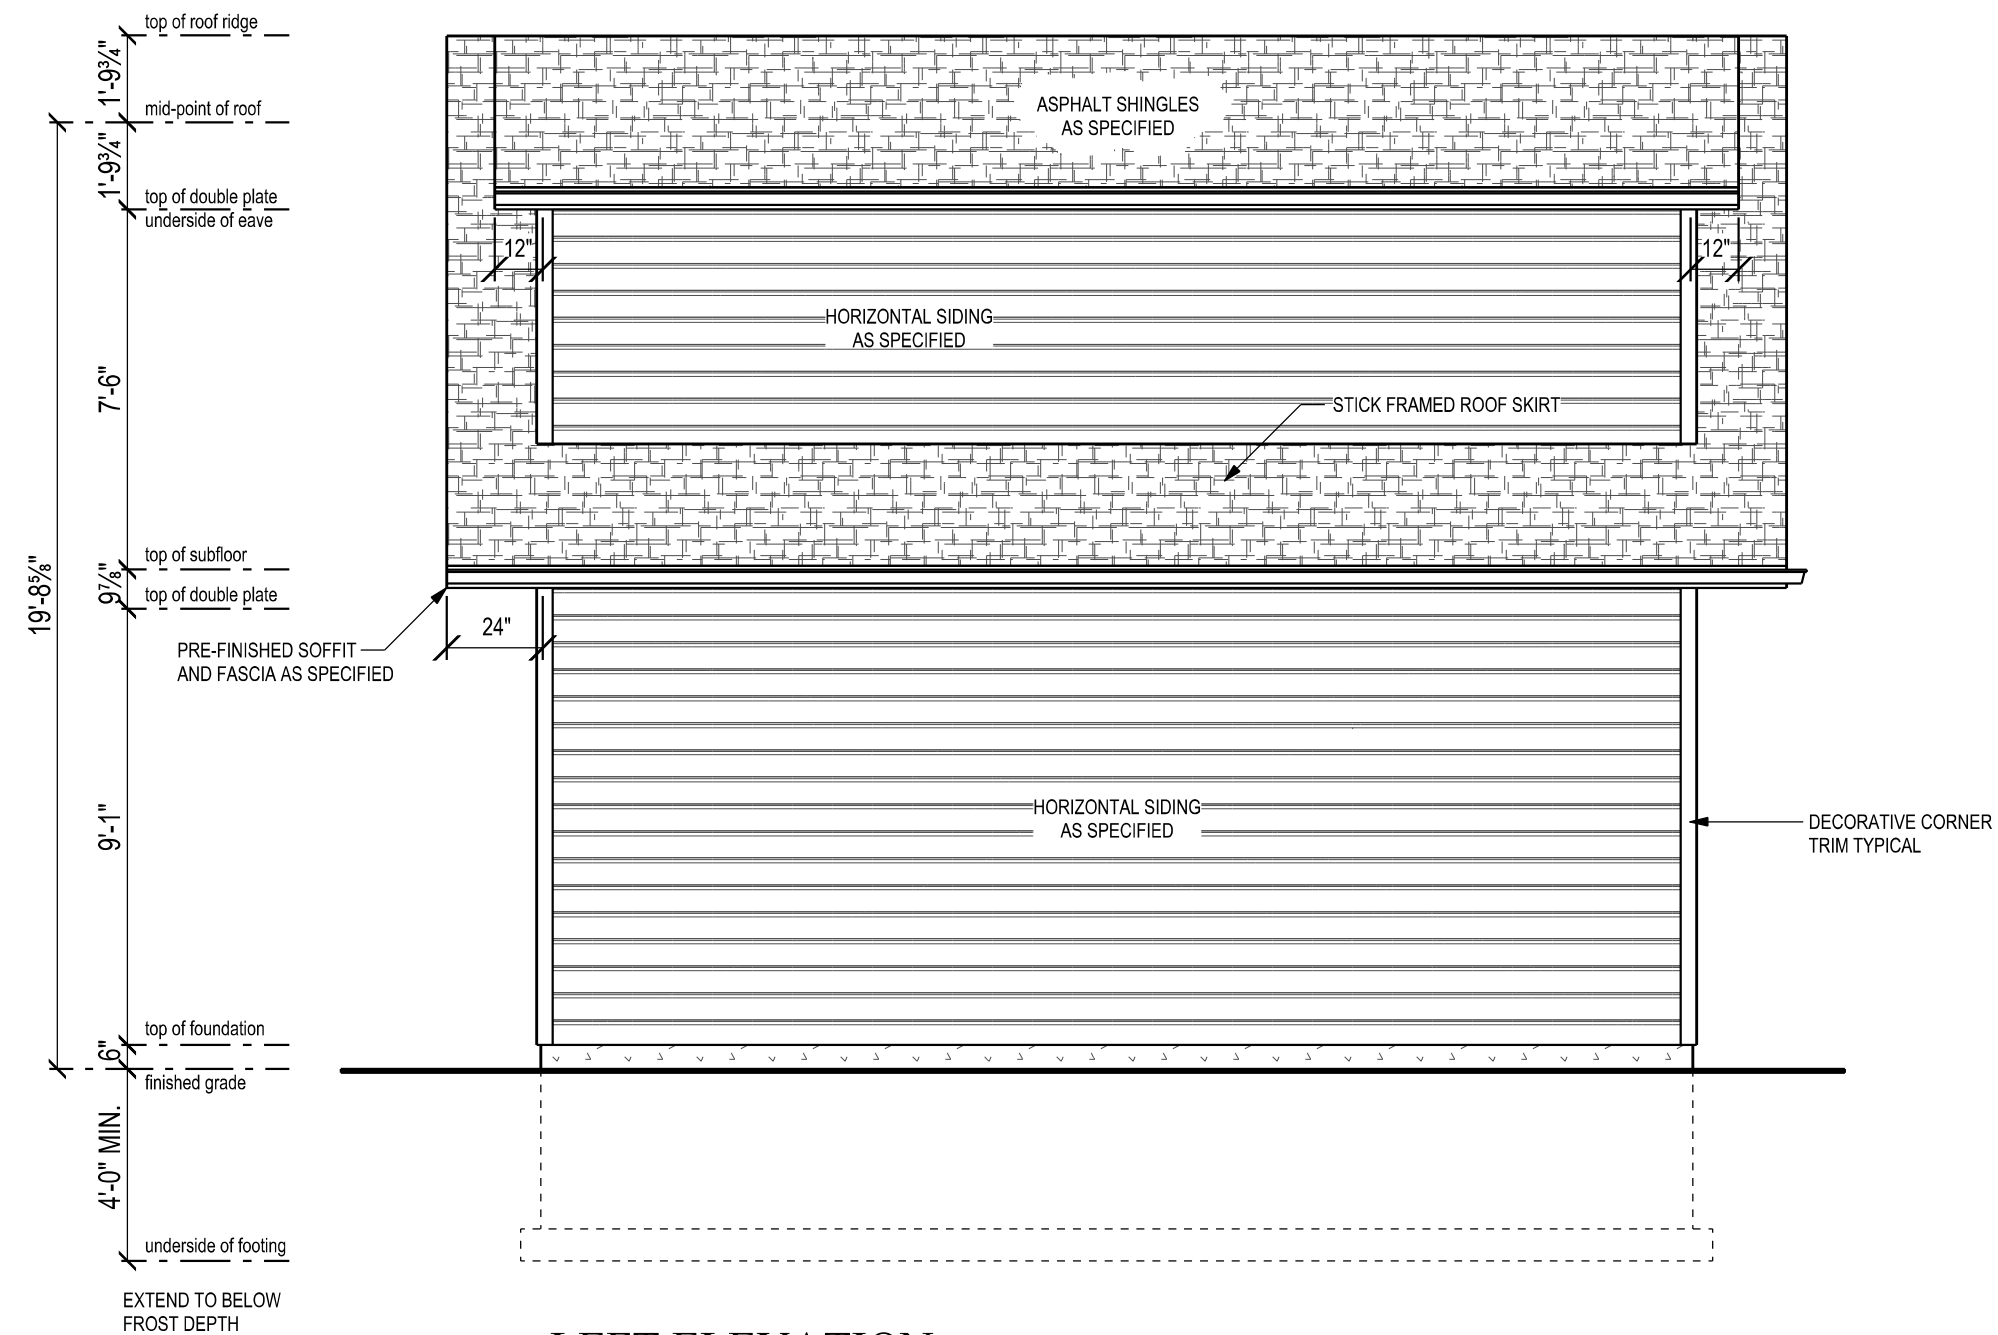 top of roof ridge
1'-9¾"
mid-point of roof
1'-9¾"
top of double plate
underside of eave
ASPHALT SHINGLES
AS SPECIFIED
12"
12"
HORIZONTAL SIDING
AS SPECIFIED
7'-6"
STICK FRAMED ROOF SKIRT
top of subfloor
9⅞"
top of double plate
19'-8⅝"
24"
PRE-FINISHED SOFFIT
AND FASCIA AS SPECIFIED
9'-1"
HORIZONTAL SIDING
AS SPECIFIED
DECORATIVE CORNER
TRIM TYPICAL
top of foundation
6"
finished grade
4'-0" MIN.
underside of footing
EXTEND TO BELOW
FROST DEPTH
LEFT ELEVATION